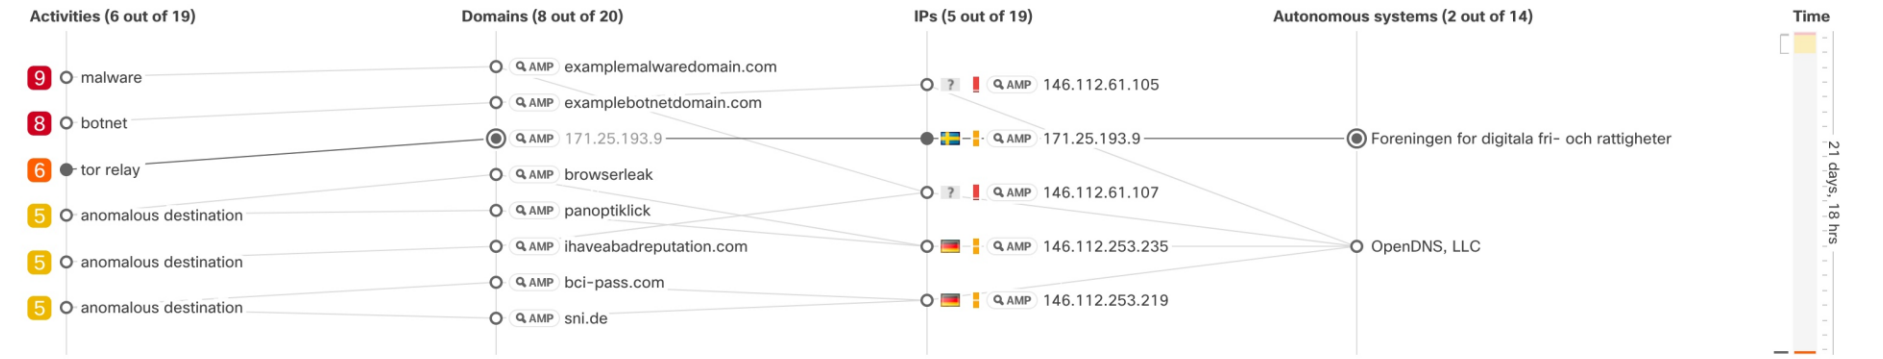 Activities (6 out of 19) Domains (8 out of 20) IPs (5 out of 19) Autonomous systems (2 out of 14) Time
AMP examplemalwaredomain.com
9 malware
? AMP 146.112.61.105
AMP examplebotnetdomain.com
8 botnet
AMP 171.25.193.9 AMP 171.25.193.9 Foreningen for digitala fri- och rattigheter
6 tor relay
AMP browserleak
? AMP 146.112.61.107
21 days, 18 hrs
5 anomalous destination AMP panoptiklick
AMP ihaveabadreputation.com AMP 146.112.253.235 OpenDNS, LLC
5 anomalous destination
AMP bci-pass.com
AMP 146.112.253.219
5 anomalous destination
AMP sni.de